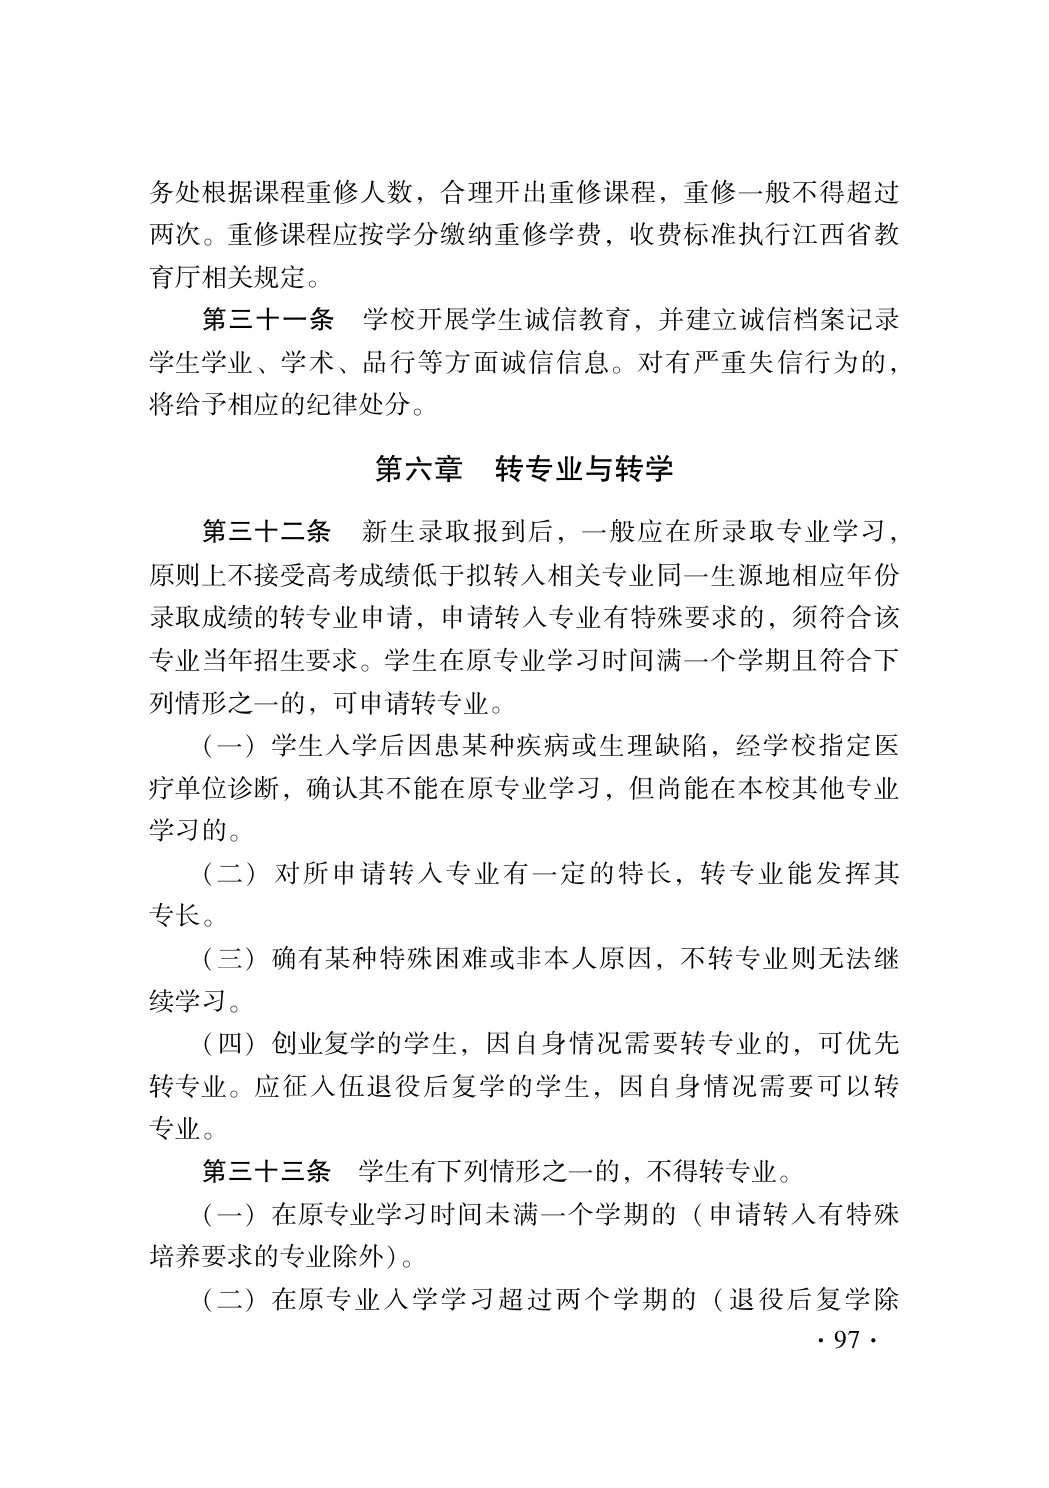 务处根据课程重修人数，合理开出重修课程，重修一般不得超过
两次。重修课程应按学分缴纳重修学费，收费标准执行江西省教
育厅相关规定。
第三十一条　学校开展学生诚信教育，并建立诚信档案记录
学生学业、学术、品行等方面诚信信息。对有严重失信行为的，
将给予相应的纪律处分。
第六章　转专业与转学
第三十二条　新生录取报到后，一般应在所录取专业学习，
原则上不接受高考成绩低于拟转入相关专业同一生源地相应年份
录取成绩的转专业申请，申请转入专业有特殊要求的，须符合该
专业当年招生要求。学生在原专业学习时间满一个学期且符合下
列情形之一的，可申请转专业。
（一）学生入学后因患某种疾病或生理缺陷，经学校指定医
疗单位诊断，确认其不能在原专业学习，但尚能在本校其他专业
学习的。
（二）对所申请转入专业有一定的特长，转专业能发挥其
专长。
（三）确有某种特殊困难或非本人原因，不转专业则无法继
续学习。
（四）创业复学的学生，因自身情况需要转专业的，可优先
转专业。应征入伍退役后复学的学生，因自身情况需要可以转
专业。
第三十三条　学生有下列情形之一的，不得转专业。
（一）在原专业学习时间未满一个学期的（申请转入有特殊
培养要求的专业除外）。
（二）在原专业入学学习超过两个学期的（退役后复学除
·97·